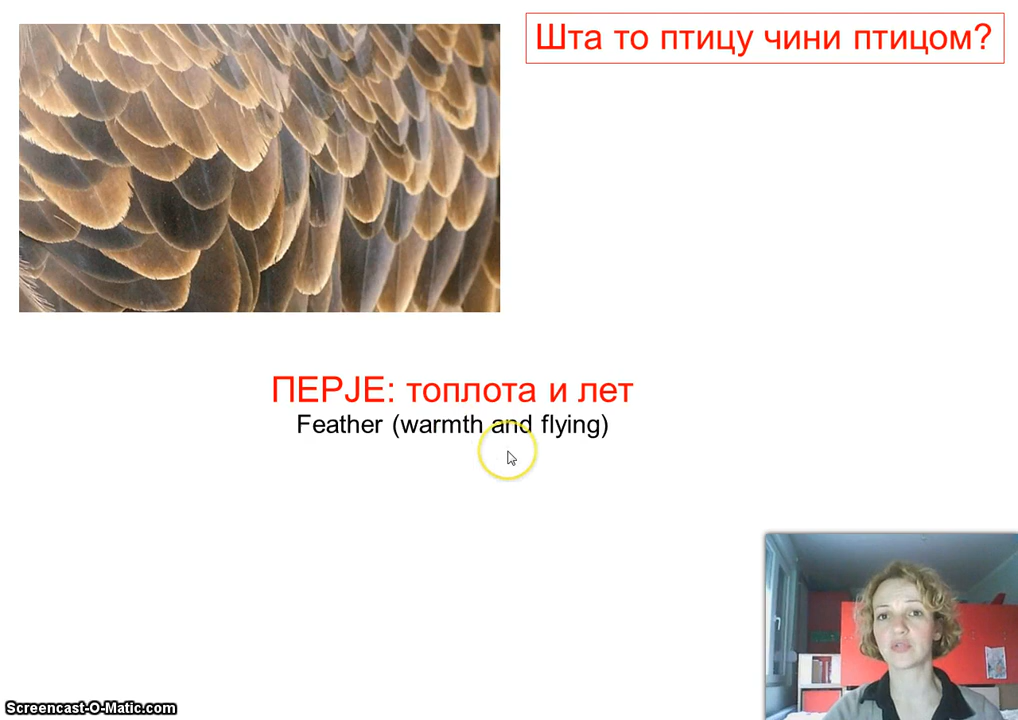 Шта то птицу чини птицом?
ПЕРЈЕ: топлота и лет
Feather (warmth and flying)
Screencast-O-Matic.com